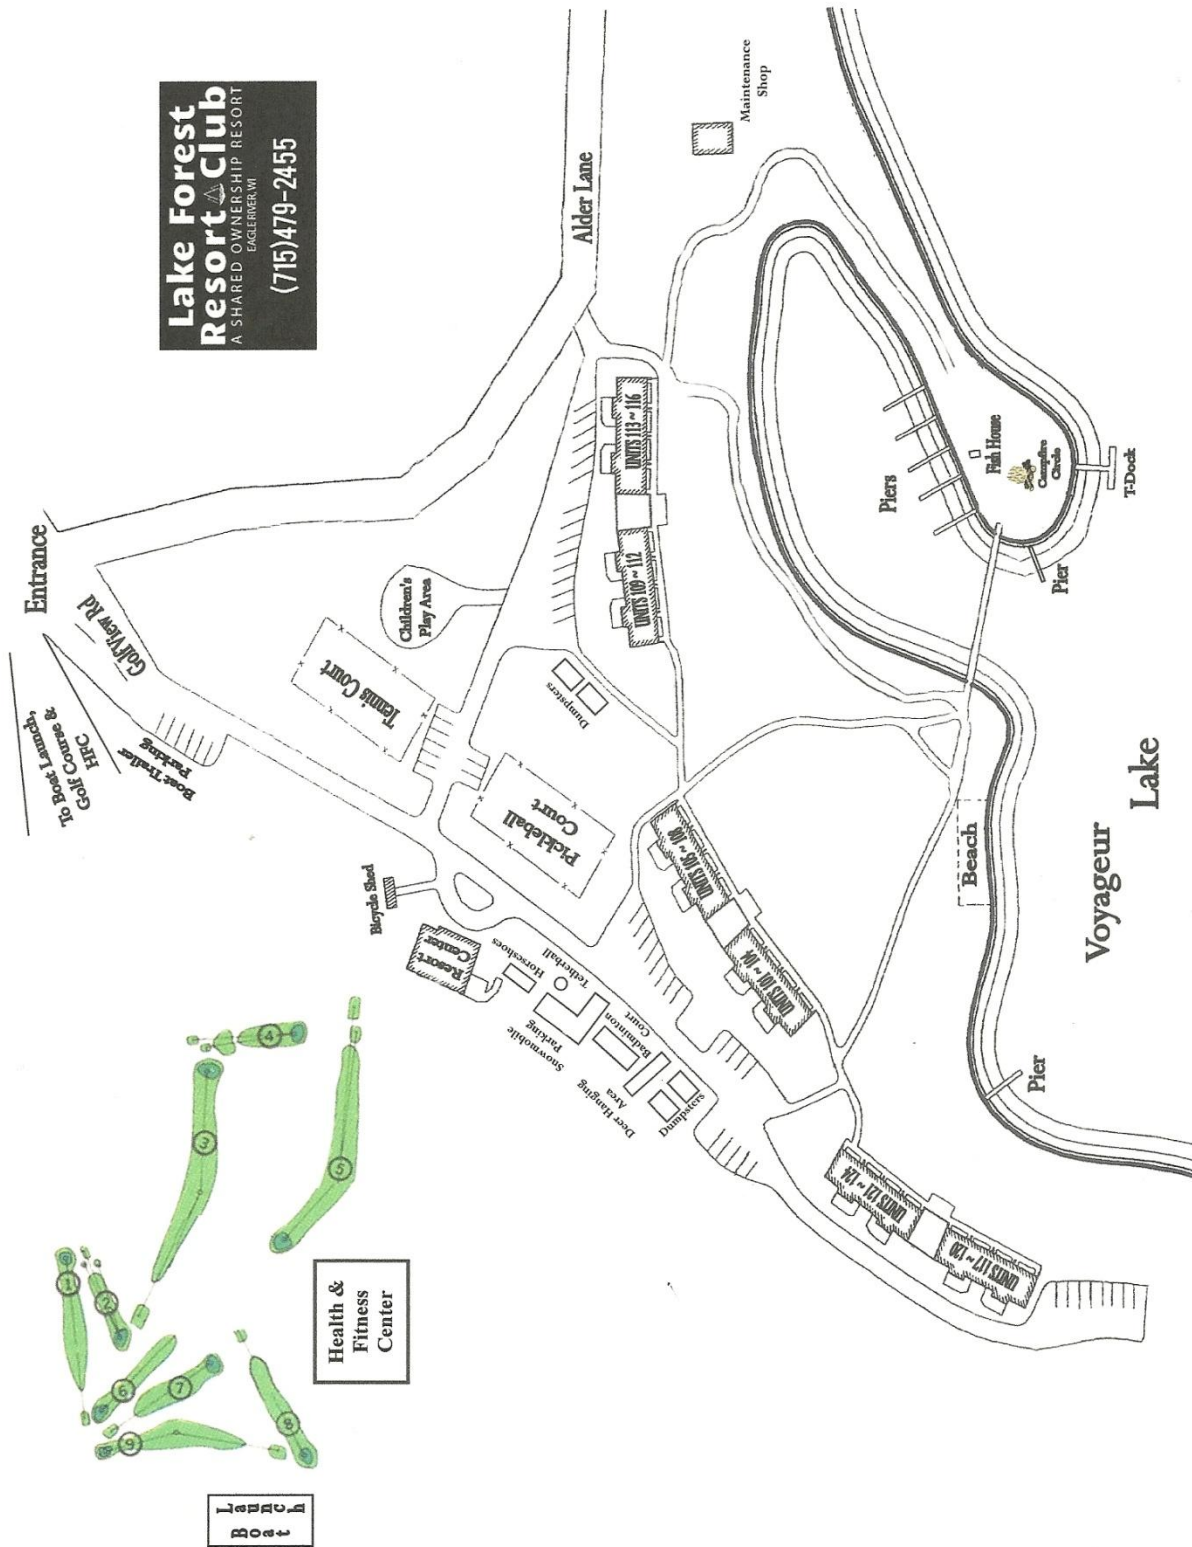 Lake Forest
Resort Club
A SHARED OWNERSHIP RESORT
EAGLE RIVER, WI
(715)479-2455
Maintenance
Shop
Alder Lane
Entrance
Golf View Rd
To Boat Launch,
Golf Course &
HFC
Boat Trailer
Parking
Children's
Play Area
Tennis Court
UNITS 113 ~ 116
UNITS 109 ~ 112
Dumpsters
Pickleball
Court
Bicycle Shed
Resort
Center
Horseshoes
Tetherball
Snowmobile
Parking
Badminton
Court
Deer Hanging
Area
Dumpsters
UNITS 105 ~ 108
UNITS 101 ~ 104
UNITS 121 ~ 124
UNITS 117 ~ 120
Piers
Fish House
Campfire
Circle
T-Dock
Pier
Beach
Voyageur
Lake
Pier
1
2
3
4
5
6
7
8
9
Health &
Fitness
Center
Boat
Launch